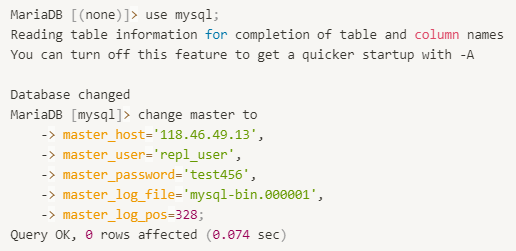 MariaDB [(none)]> use mysql;
Reading table information for completion of table and column names
You can turn off this feature to get a quicker startup with -A

Database changed
MariaDB [mysql]> change master to
    -> master_host='118.46.49.13',
    -> master_user='repl_user',
    -> master_password='test456',
    -> master_log_file='mysql-bin.000001',
    -> master_log_pos=328;
Query OK, 0 rows affected (0.074 sec)